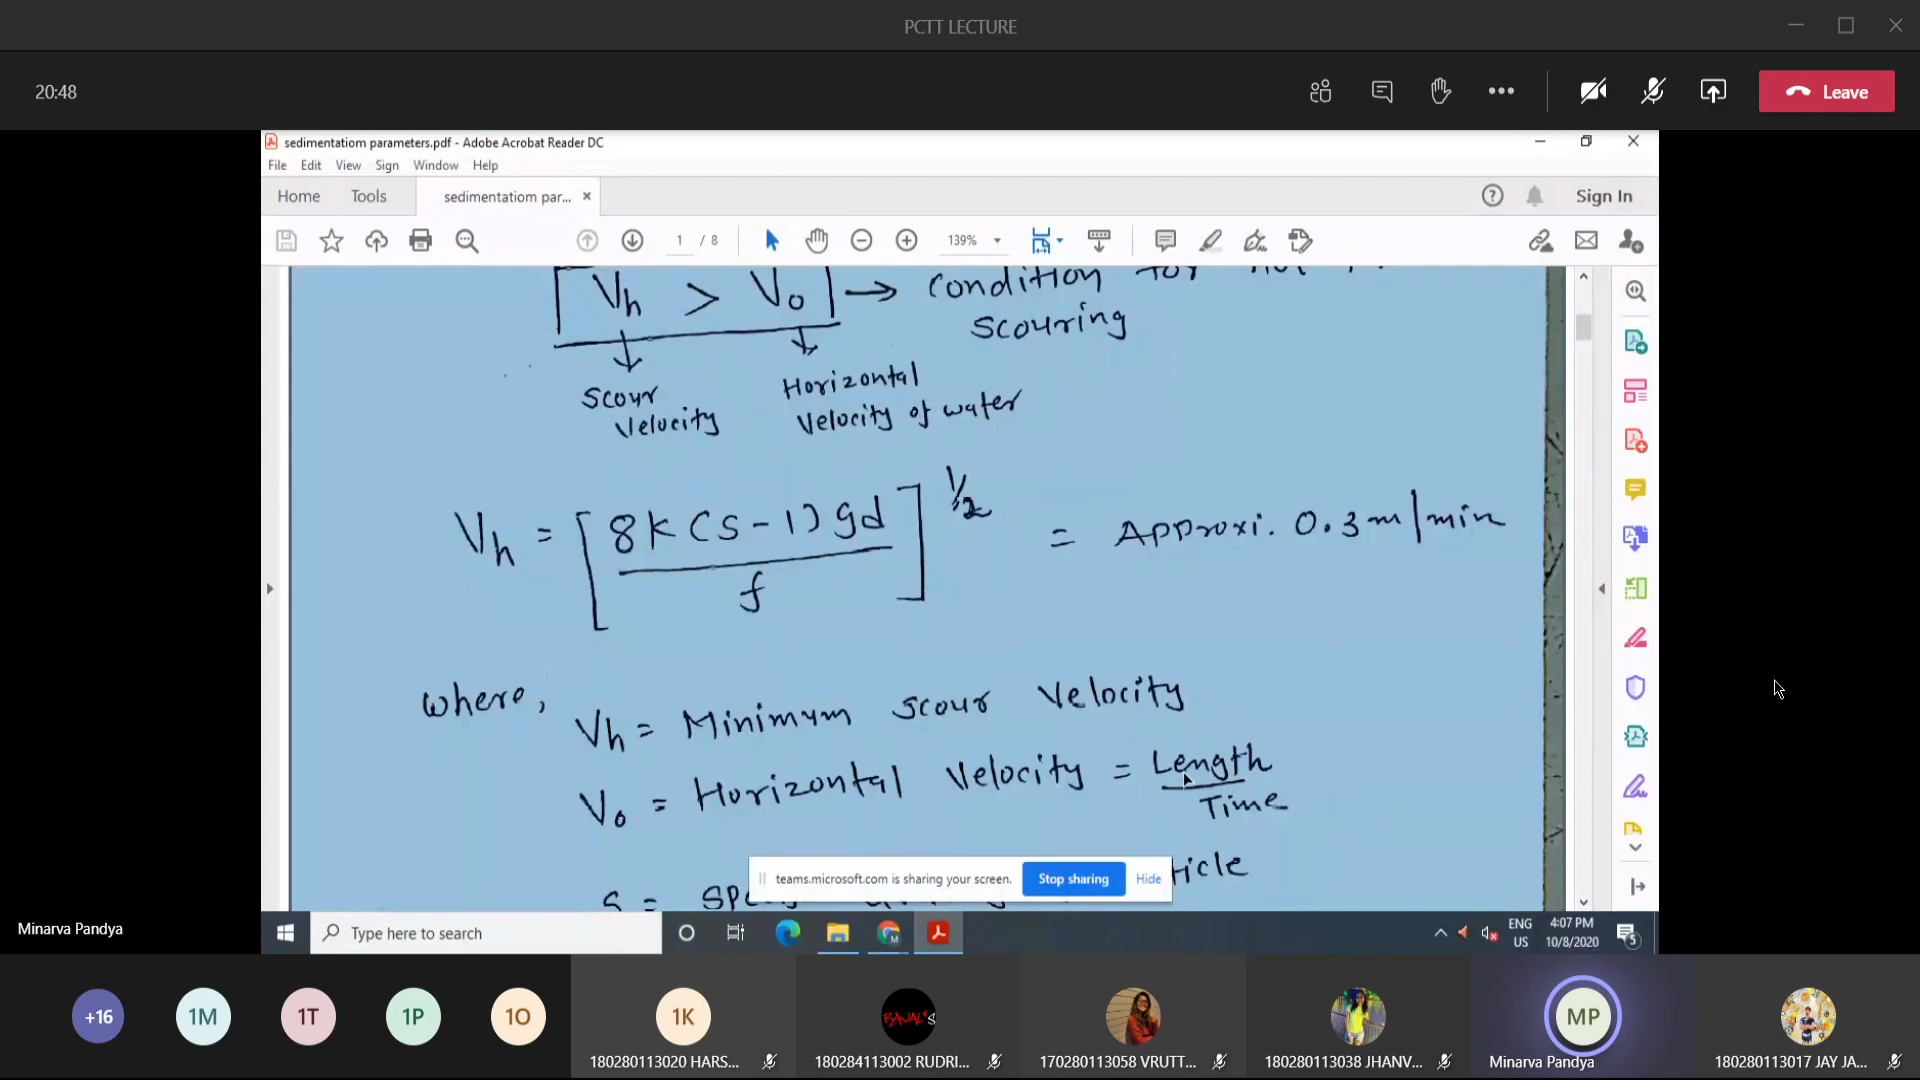 PCTT LECTURE
20:48
Leave
sedimentatiom parameters.pdf - Adobe Acrobat Reader DC
File Edit View Window Sign Help
Home Tools sedimentatiom par... Sign In
1 / 8 139%
Vh > Vo → Condition for
Scouring
Scour Velocity
Horizontal Velocity of water
Vh = [8k(s-1)gd / f]^1/2 = Approxi. 0.3m/min
where,
Vh = Minimum scour Velocity
Vo = Horizontal Velocity = Length / Time
S =
teams.microsoft.com is sharing your screen. Stop sharing Hide
Minarva Pandya
Type here to search
ENG US
4:07 PM
10/8/2020
5
+16 1M 1T 1P 1O 1K MP
BAVAL'S
180280113020 HARS... 180284113002 RUDRI... 170280113058 VRUTT... 180280113038 JHANV... Minarva Pandya 180280113017 JAY JA...